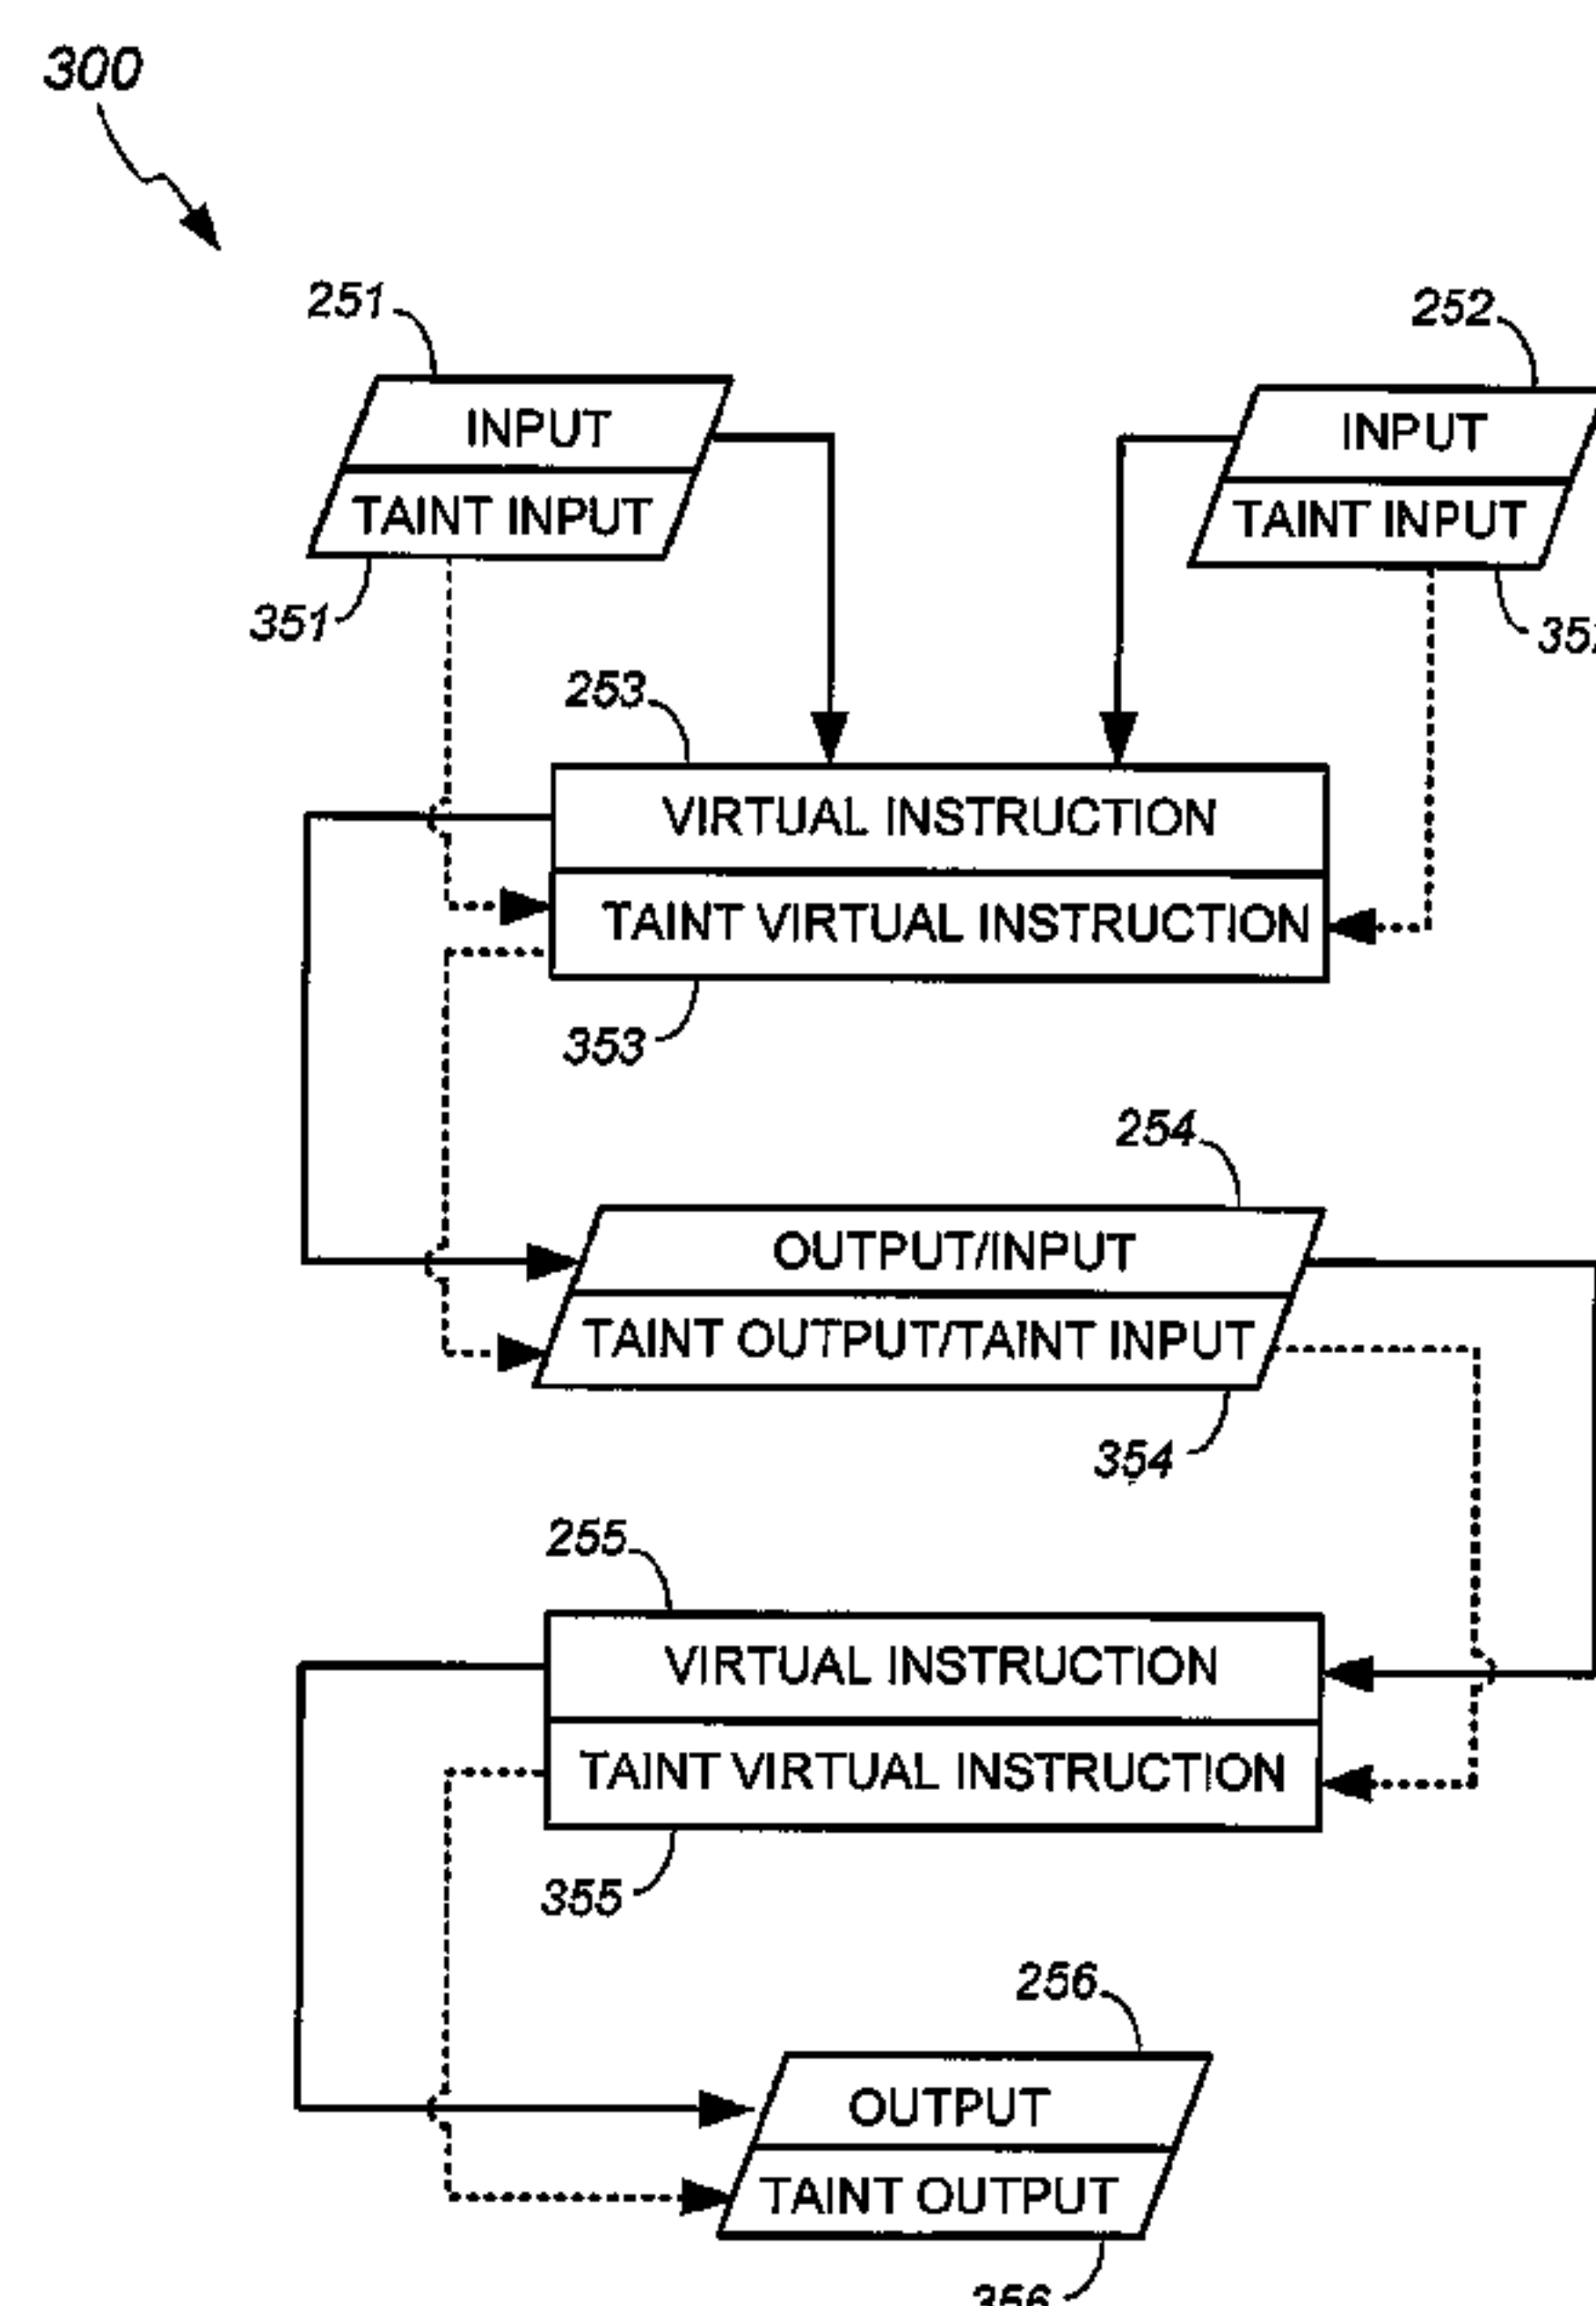 300
251
252
INPUT
TAINT INPUT
INPUT
TAINT INPUT
351
253
VIRTUAL INSTRUCTION
TAINT VIRTUAL INSTRUCTION
353
254
OUTPUT/INPUT
TAINT OUTPUT/TAINT INPUT
354
255
VIRTUAL INSTRUCTION
TAINT VIRTUAL INSTRUCTION
355
256
OUTPUT
TAINT OUTPUT
356